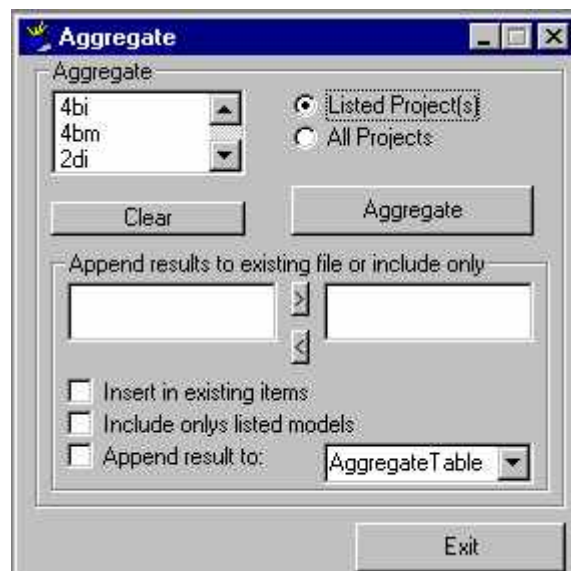 Aggregate
Aggregate
4bi
4bm
2di
Listed Project(s)
All Projects
Clear
Aggregate
Append results to existing file or include only
>
<
Insert in existing items
Include onlys listed models
Append result to:
AggregateTable
Exit